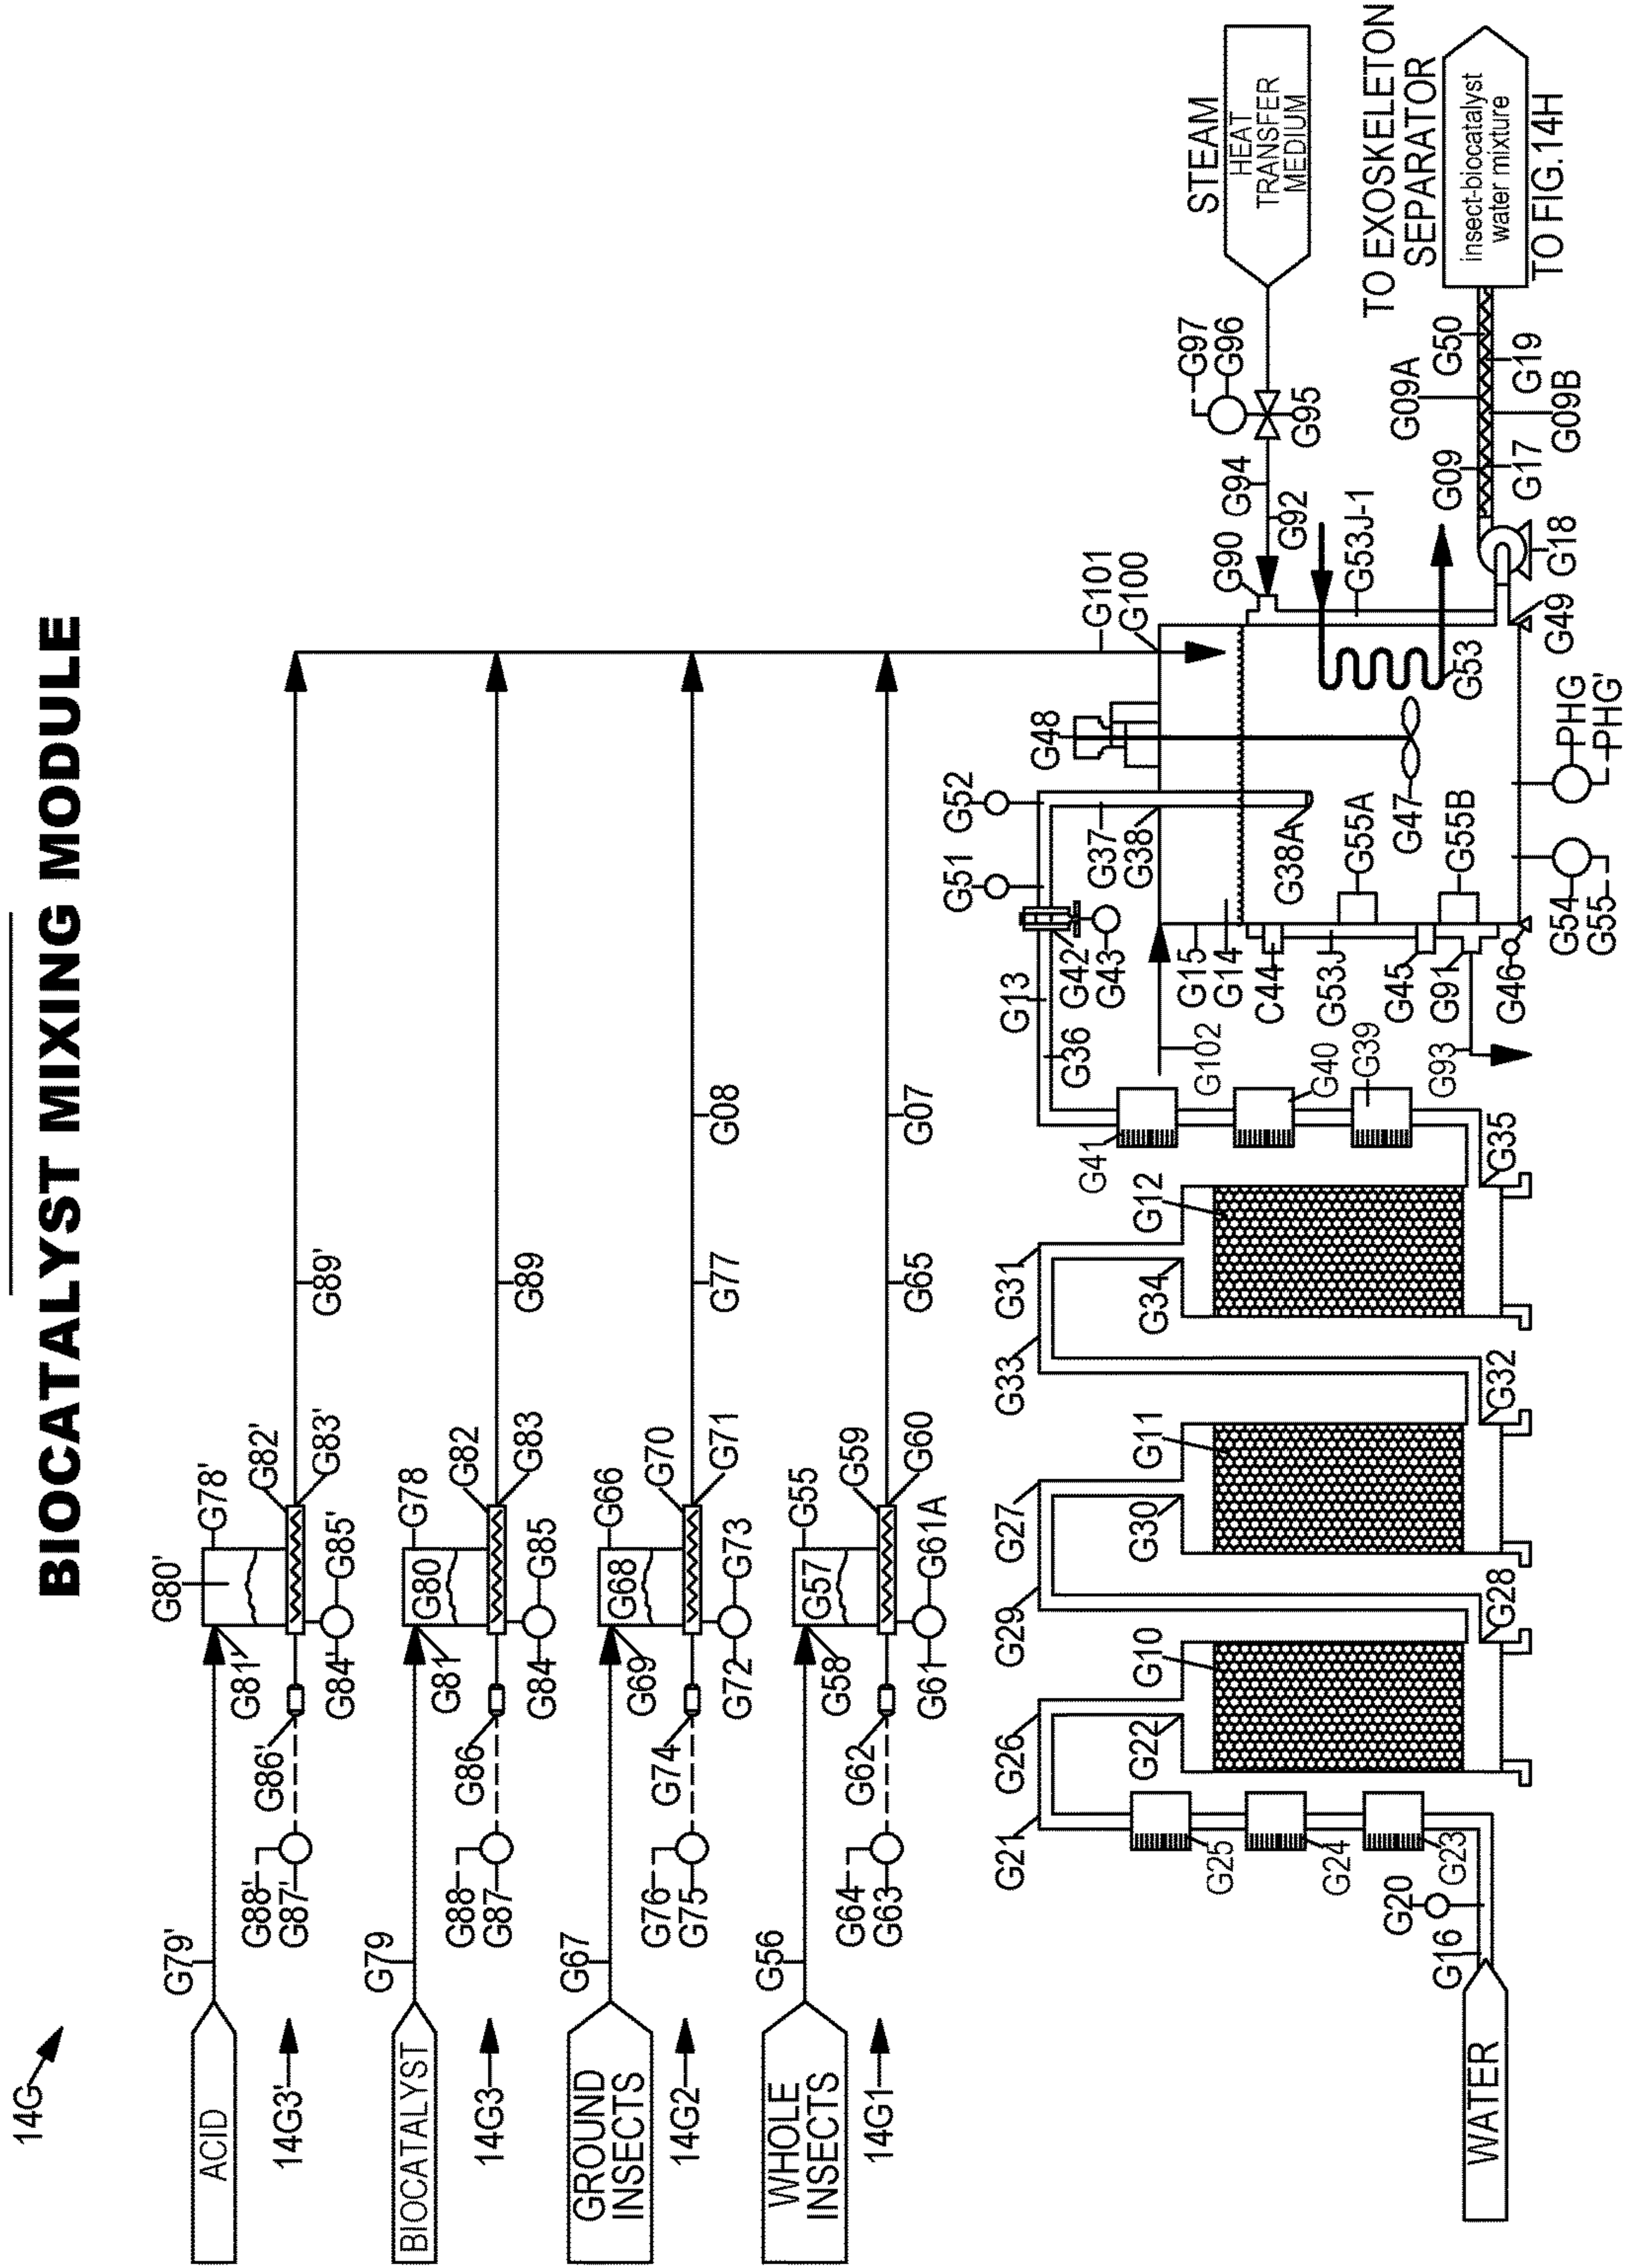 BIOCATALYST MIXING MODULE
14G
ACID
G79'
G80'
G78'
G81'
G82'
G83'
G84'
G85'
G86'
G87'
G88'
G89'
14G3'
BIOCATALYST
G79
G80
G78
G81
G82
G83
G84
G85
G86
G87
G88
G89
14G3
GROUND
INSECTS
G67
G68
G66
G69
G70
G71
G72
G73
G74
G75
G76
G77
G08
14G2
WHOLE
INSECTS
G56
G57
G55
G58
G59
G60
G61
G61A
G62
G63
G64
G65
G07
14G1
G101
G100
WATER
G16
G20
G21
G26
G22
G25
G24
G23
G10
G29
G27
G30
G28
G11
G33
G31
G34
G32
G12
G35
G41
G40
G39
G36
G13
G42
G43
G51
G52
G37
G38
G38A
G48
G102
G15
G14
C44
G53J
G45
G91
G93
G46
G55A
G55B
G47
G54
G55
PHG
PHG'
G53
G53J-1
G90
G92
G94
G95
G96
G97
STEAM
HEAT
TRANSFER
MEDIUM
G49
G18
G09
G17
G09A
G09B
G50
G19
TO EXOSKELETON
SEPARATOR
insect-biocatalyst
water mixture
TO FIG.14H